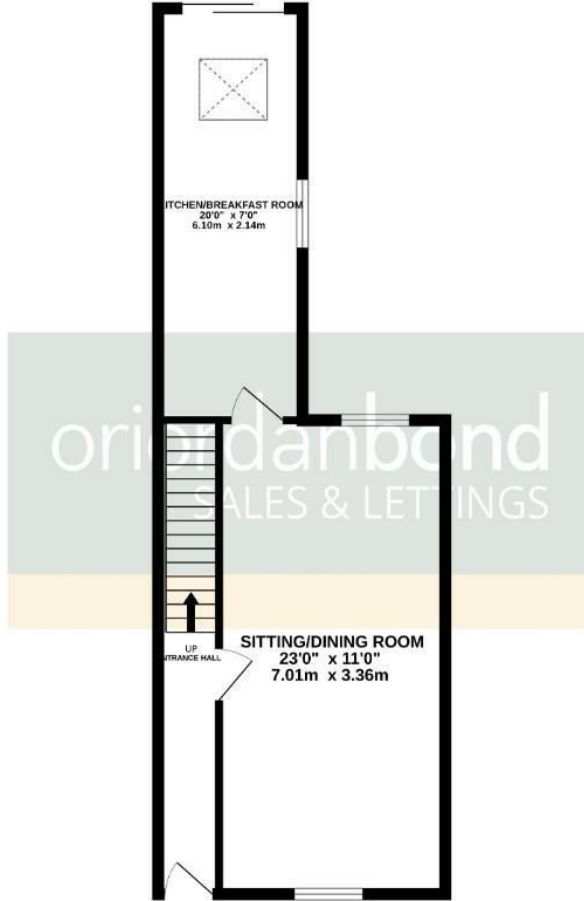 ITCHEN/BREAKFAST ROOM
20'0" x 7'0"
6.10m x 2.14m
oriordanbond
SALES & LETTINGS
UP
NTRANCE HALL
SITTING/DINING ROOM
23'0" x 11'0"
7.01m x 3.36m